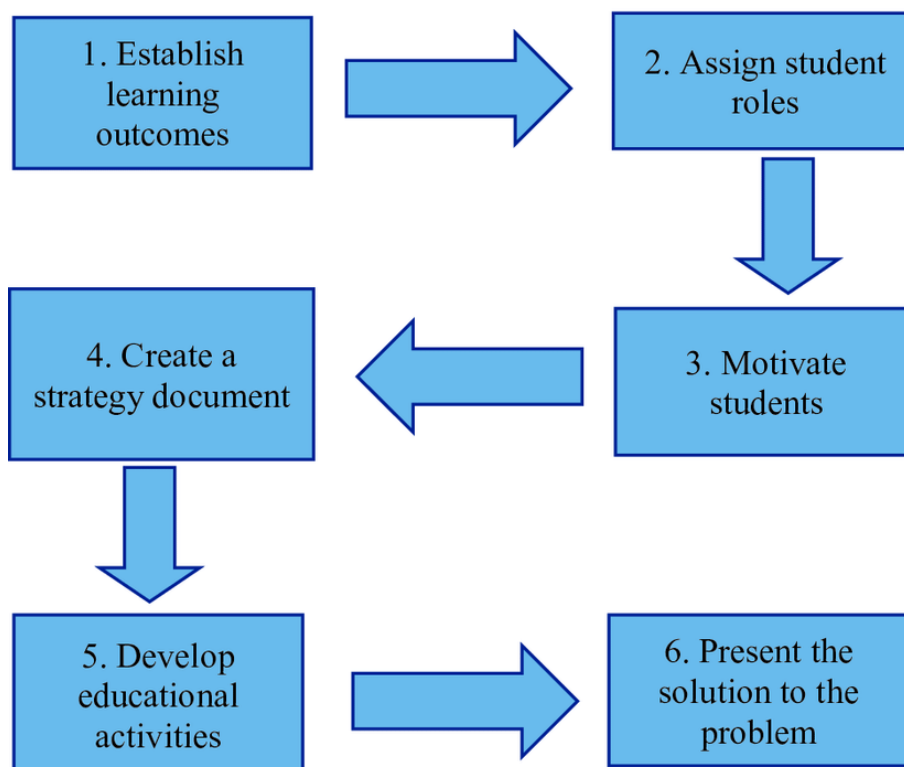 1. Establish
learning
outcomes
2. Assign student
roles
3. Motivate
students
4. Create a
strategy document
5. Develop
educational
activities
6. Present the
solution to the
problem